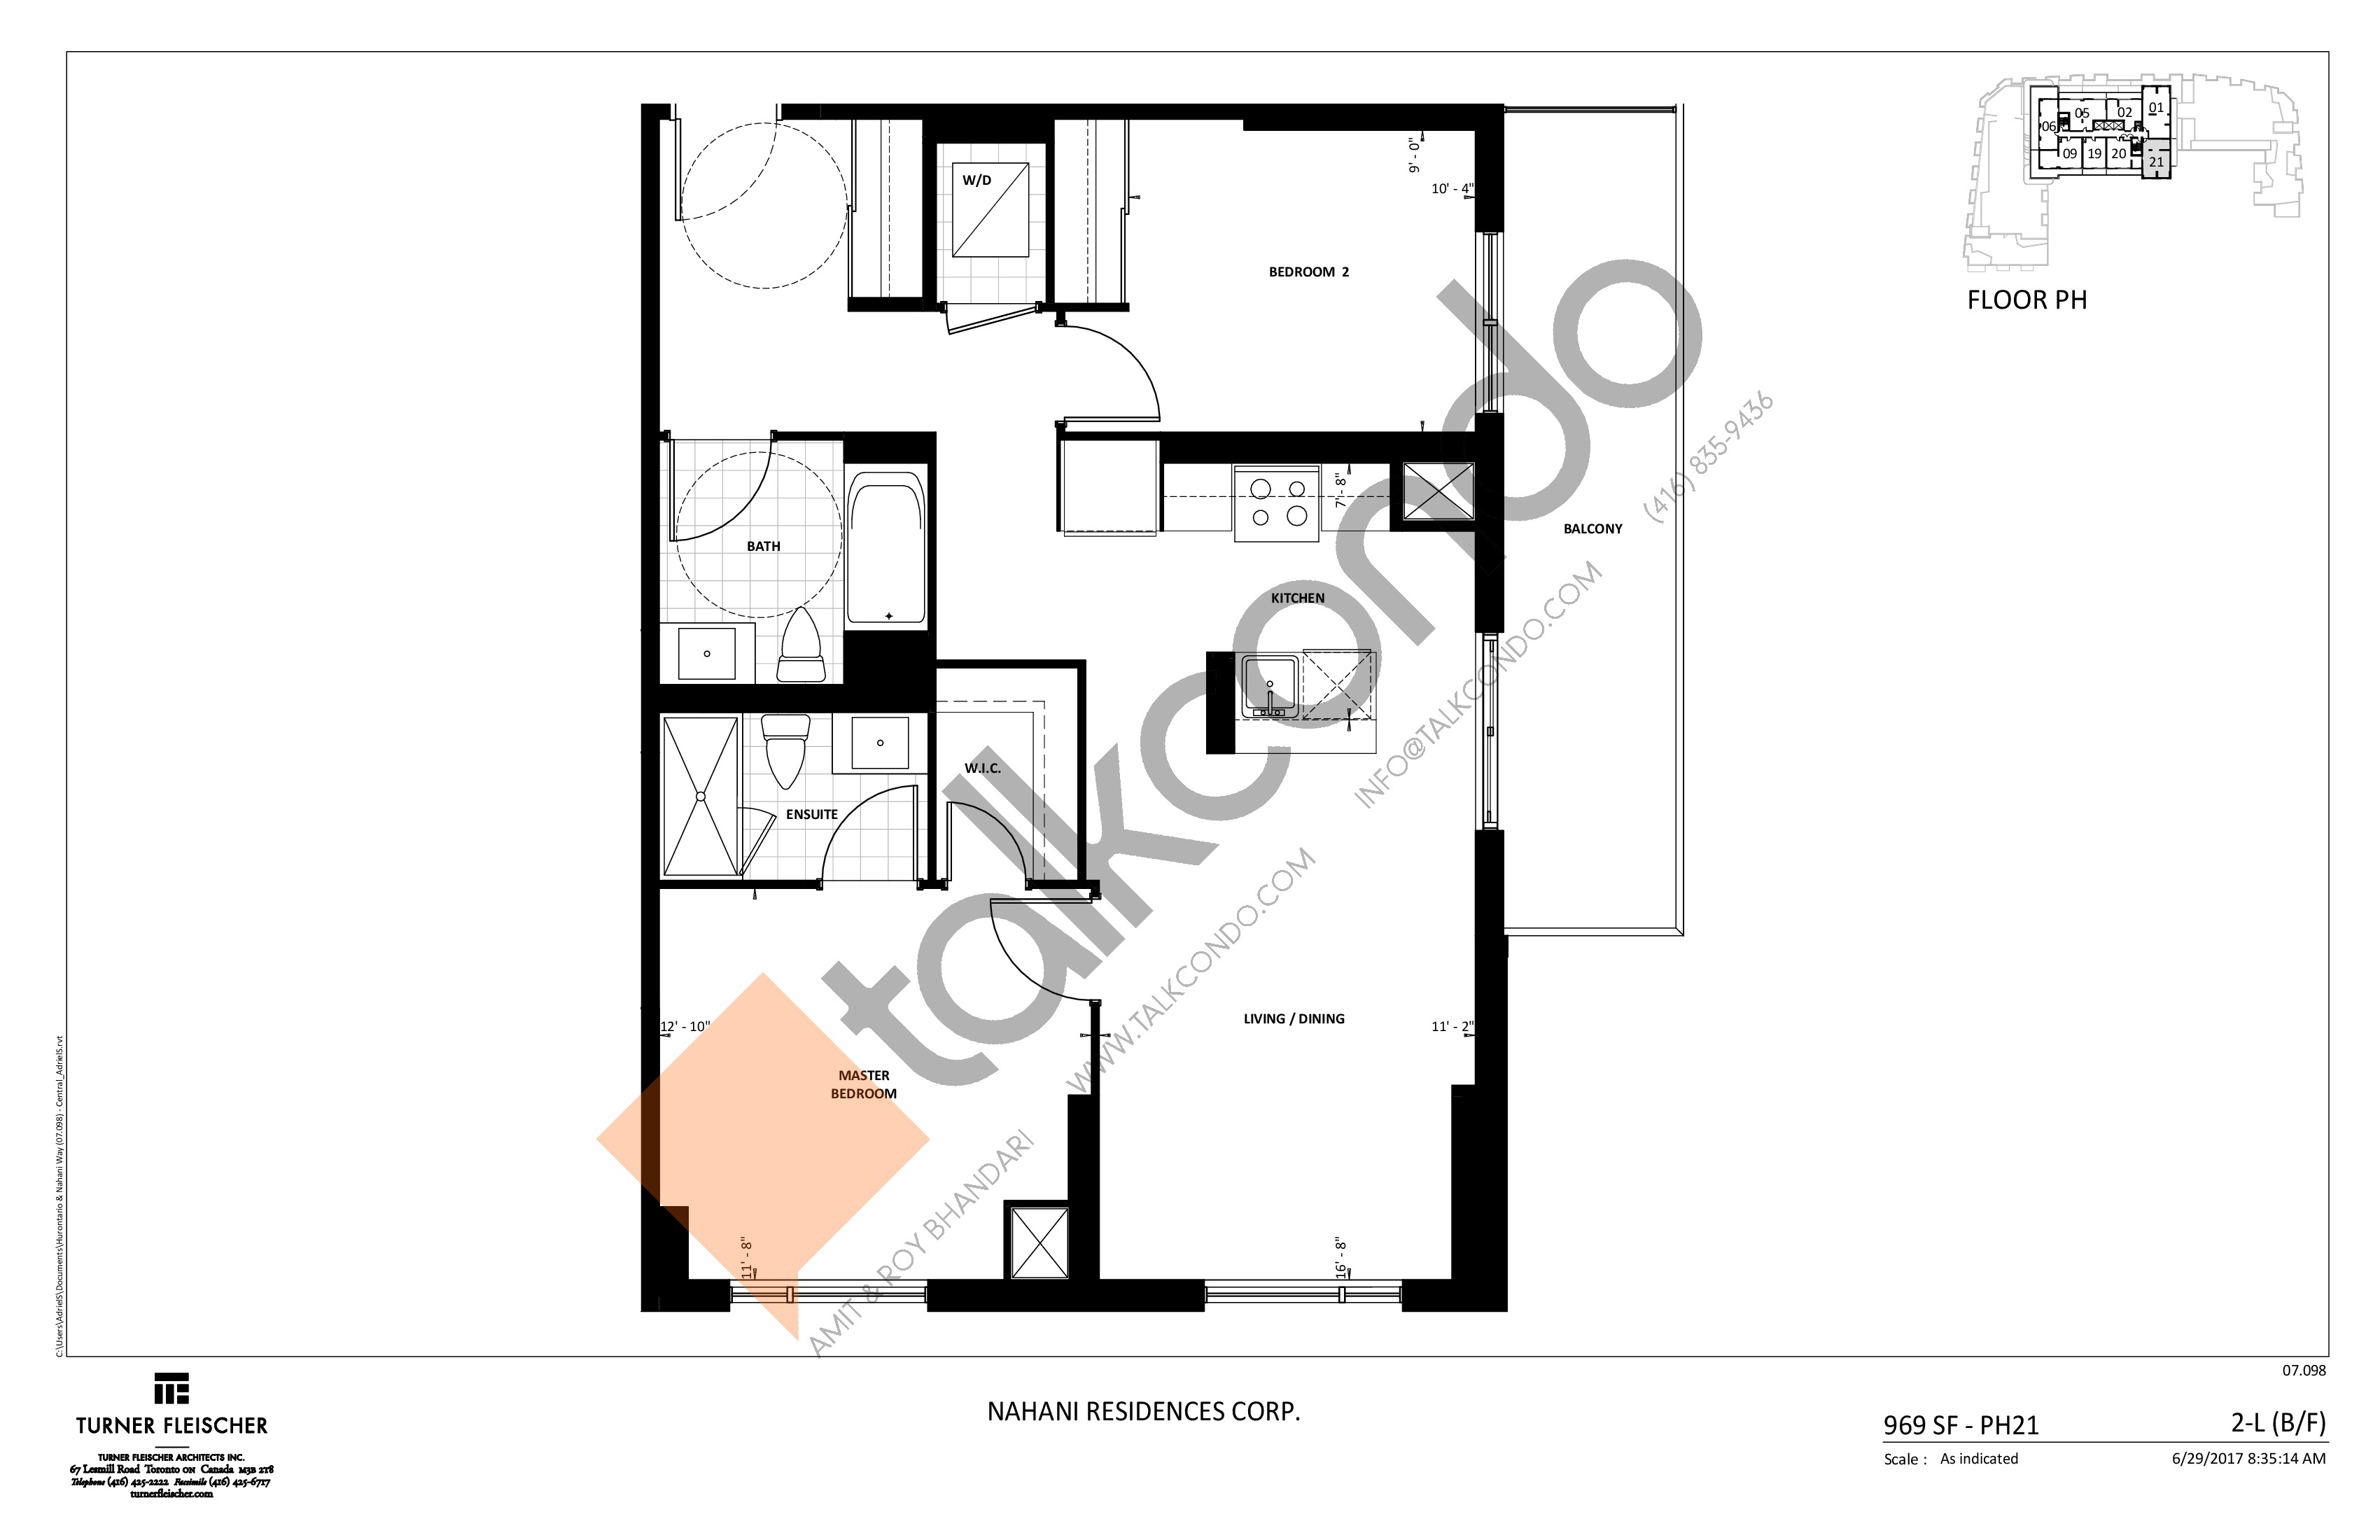 W/D
9' - 0"
10' - 4"
BEDROOM 2
BATH
7' - 8"
KITCHEN
BALCONY
W.I.C.
ENSUITE
12' - 10"
MASTER
BEDROOM
LIVING / DINING
11' - 2"
11' - 8"
16' - 8"
talkcondo
(416) 835-9436
INFO@TALKCONDO.COM
WWW.TALKCONDO.COM
AMIT & ROY BHANDARI
01
02
05
06
09
19
20
21
FLOOR PH
C:\Users\AdrielS\Documents\Hurontario & Nahani Way (07.098) - Central_AdrielS.rvt
TURNER FLEISCHER
TURNER FLEISCHER ARCHITECTS INC.
67 Lesmill Road Toronto ON Canada M3B 2T8
Telephone (416) 425-2222 Facsimile (416) 425-6717
turnerfleischer.com
NAHANI RESIDENCES CORP.
07.098
969 SF - PH21
2-L (B/F)
Scale : As indicated
6/29/2017 8:35:14 AM